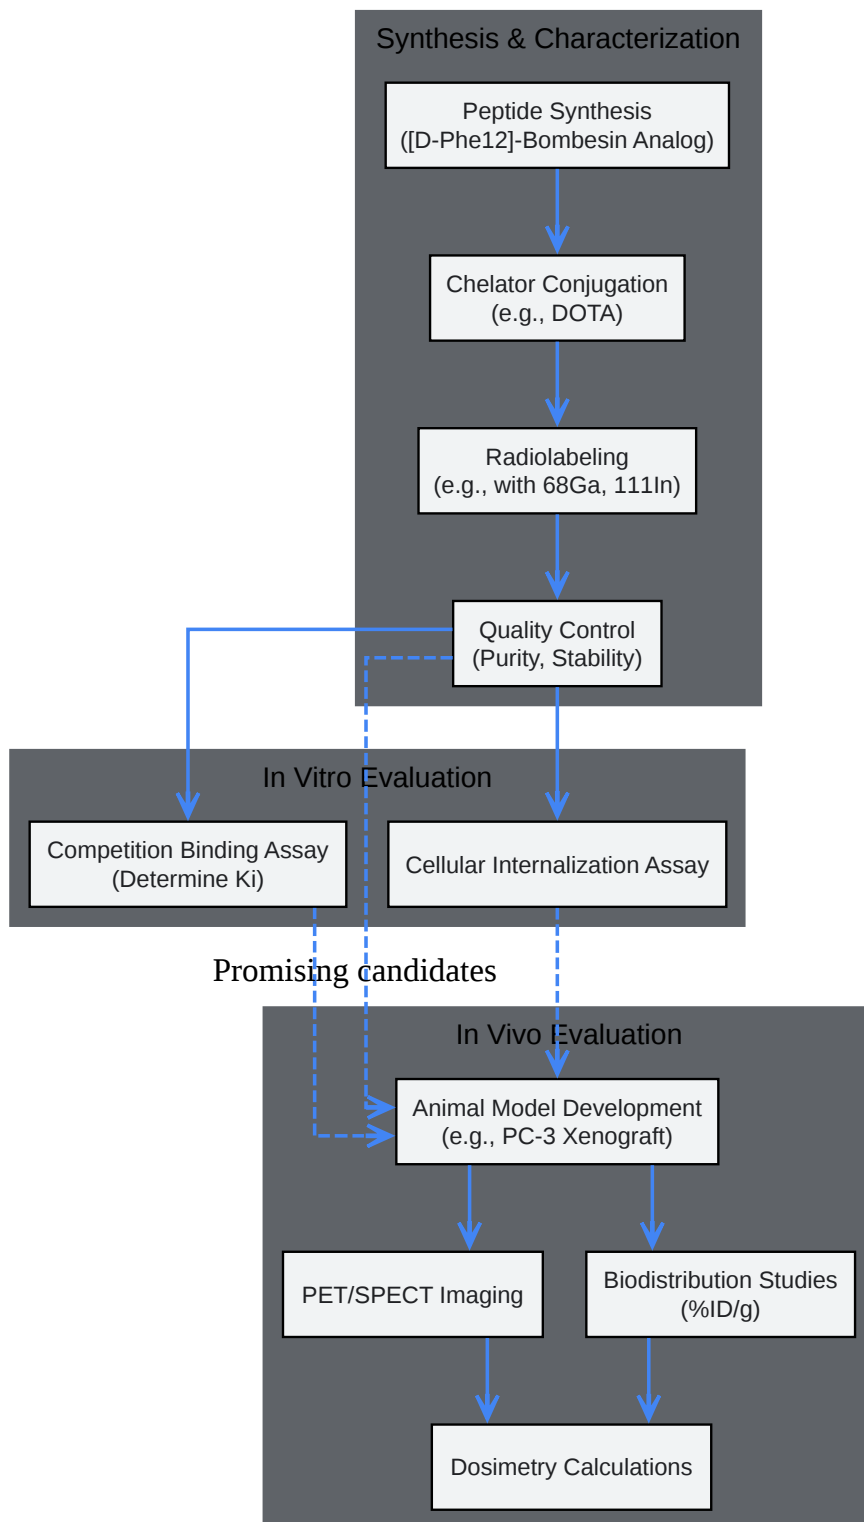 Synthesis & Characterization
Peptide Synthesis
([D-Phe12]-Bombesin Analog)
Chelator Conjugation
(e.g., DOTA)
Radiolabeling
(e.g., with 68Ga, 111In)
Quality Control
(Purity, Stability)
In Vitro Evaluation
Competition Binding Assay
(Determine Ki)
Cellular Internalization Assay
Promising candidates
In Vivo Evaluation
Animal Model Development
(e.g., PC-3 Xenograft)
PET/SPECT Imaging
Biodistribution Studies
(%ID/g)
Dosimetry Calculations